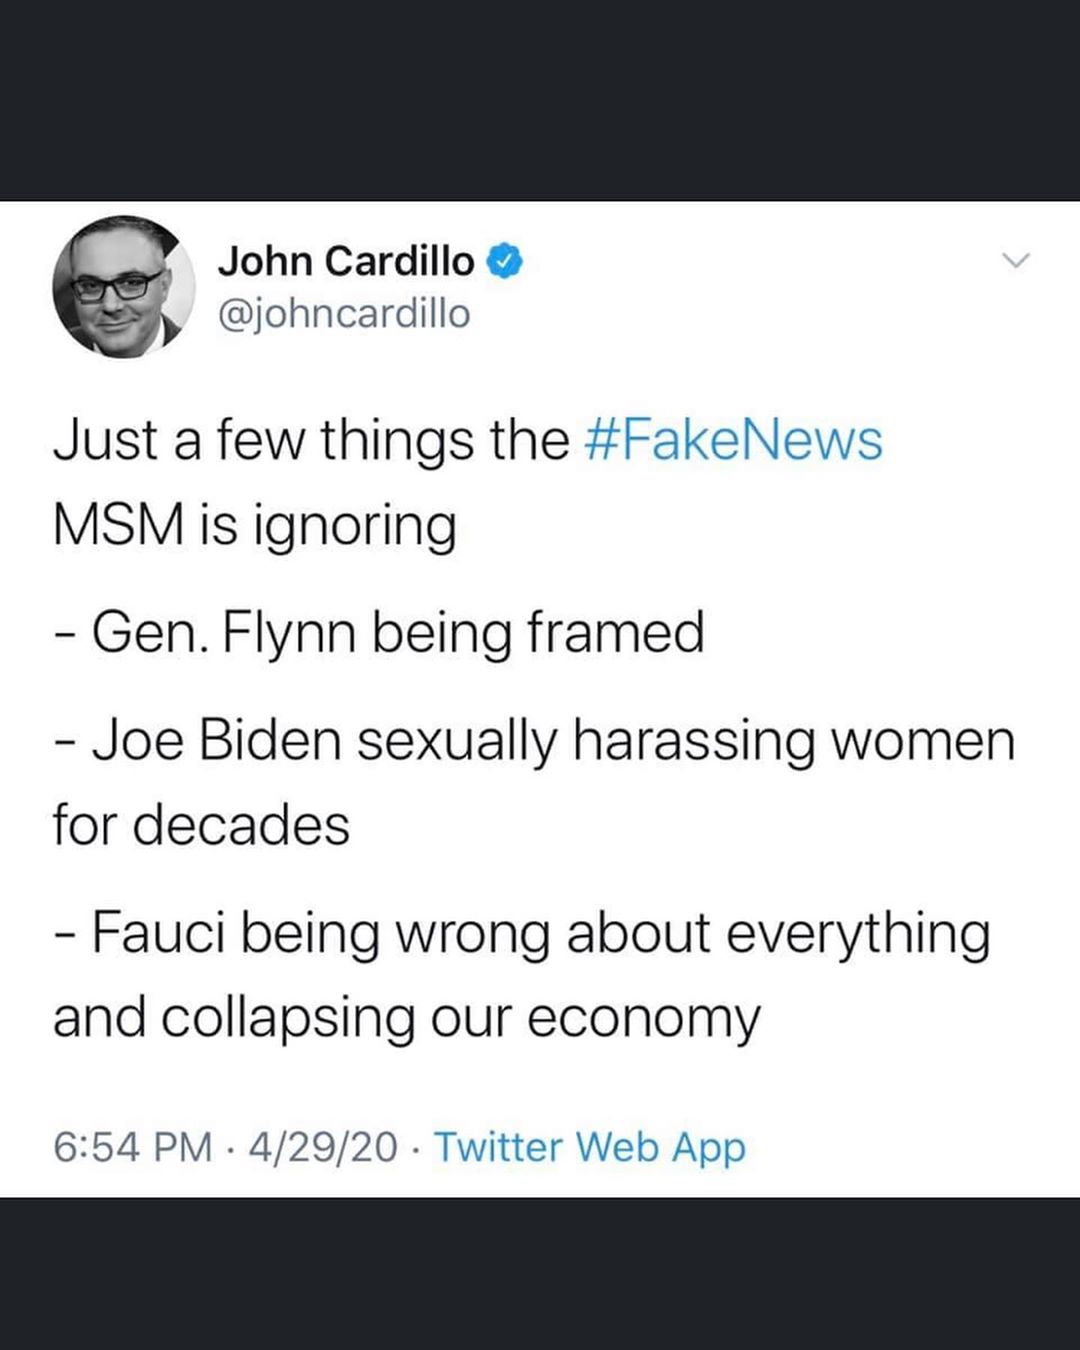 John Cardillo
@johncardillo
Just a few things the #FakeNews
MSM is ignoring
- Gen. Flynn being framed
- Joe Biden sexually harassing women
for decades
- Fauci being wrong about everything
and collapsing our economy
6:54 PM · 4/29/20 · Twitter Web App